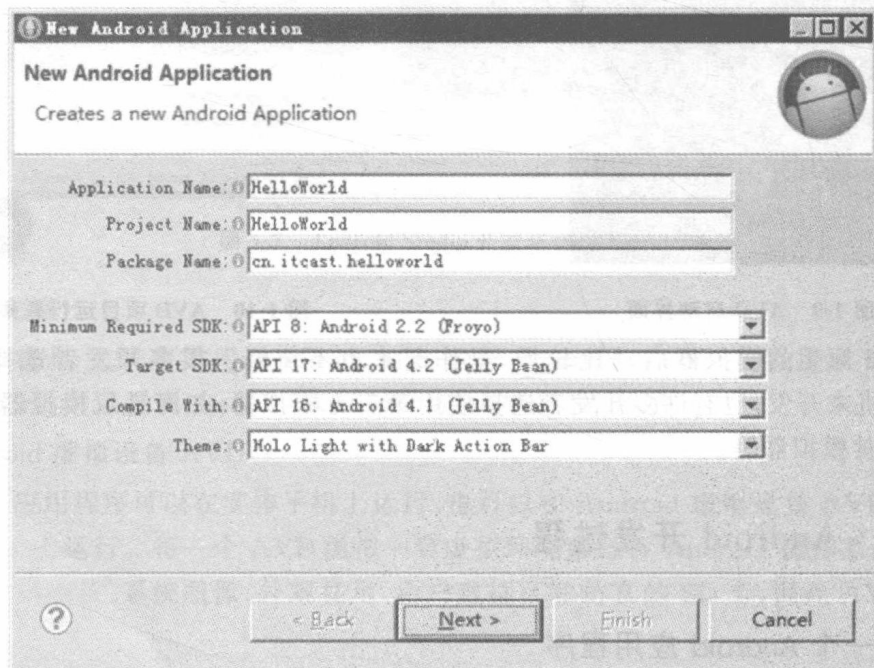 New Android Application
New Android Application
Creates a new Android Application
Application Name: HelloWorld
Project Name: HelloWorld
Package Name: cn.itcast.helloworld
Minimum Required SDK: API 8: Android 2.2 (Froyo)
Target SDK: API 17: Android 4.2 (Jelly Bean)
Compile With: API 16: Android 4.1 (Jelly Bean)
Theme: Holo Light with Dark Action Bar
?
< Back
Next >
Finish
Cancel